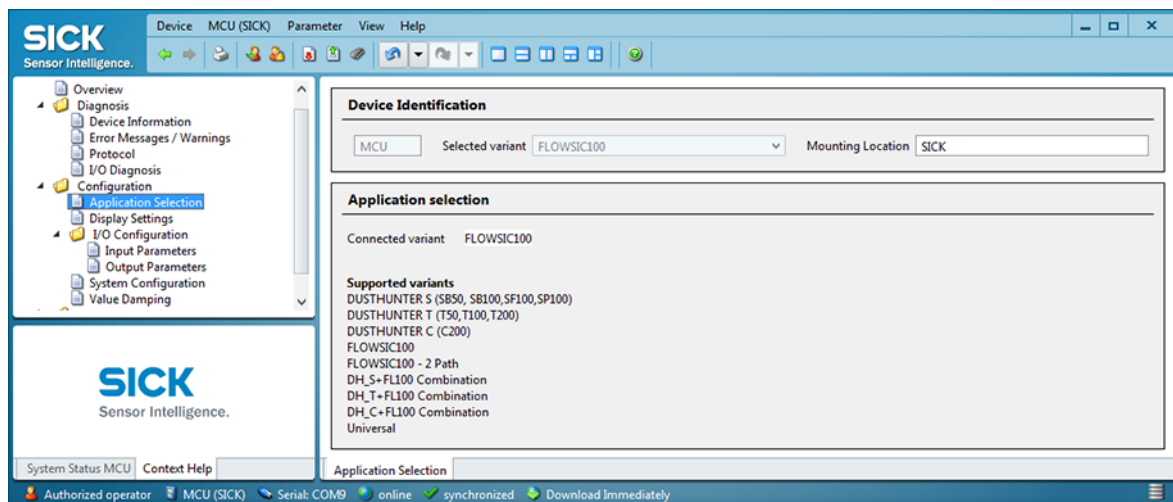 SICK
Sensor Intelligence.
Device MCU (SICK) Parameter View Help
Overview
Diagnosis
Device Information
Error Messages / Warnings
Protocol
I/O Diagnosis
Configuration
Application Selection
Display Settings
I/O Configuration
Input Parameters
Output Parameters
System Configuration
Value Damping
SICK
Sensor Intelligence.
System Status MCU Context Help
Device Identification
MCU Selected variant FLOWSIC100 Mounting Location SICK
Application selection
Connected variant FLOWSIC100
Supported variants
DUSTHUNTER S (SB50, SB100,SF100,SP100)
DUSTHUNTER T (T50,T100,T200)
DUSTHUNTER C (C200)
FLOWSIC100
FLOWSIC100 - 2 Path
DH_S+FL100 Combination
DH_T+FL100 Combination
DH_C+FL100 Combination
Universal
Application Selection
Authorized operator MCU (SICK) Serial: COM9 online synchronized Download Immediately